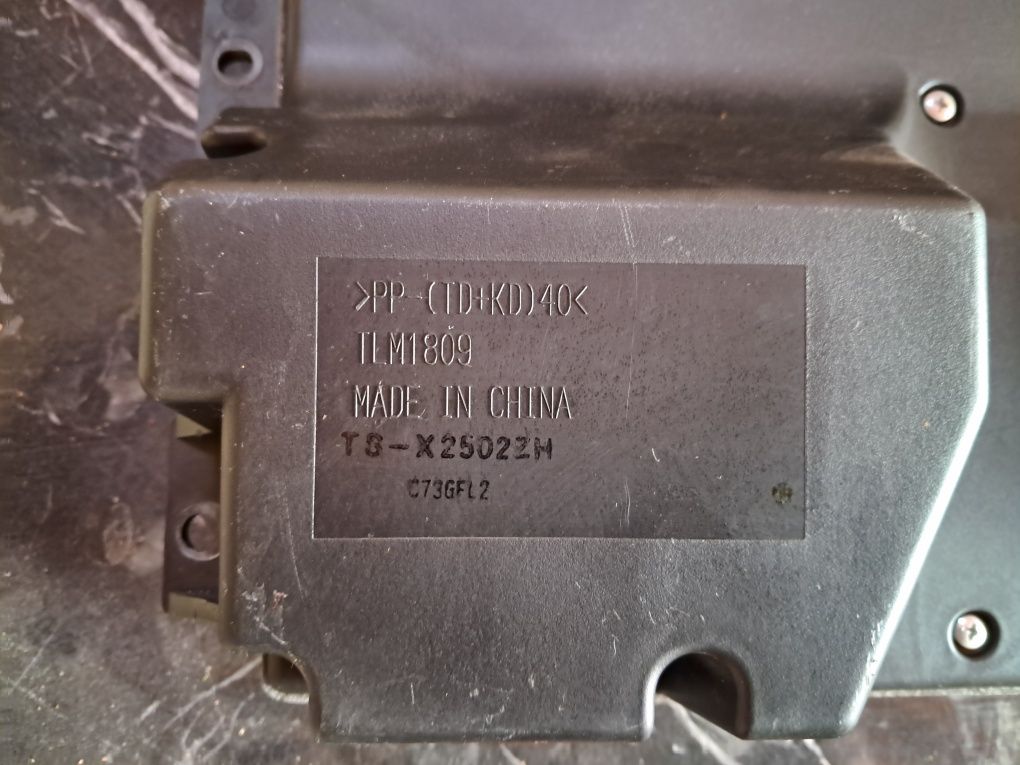 >PP-(TD+KD)40<
TLM1809
MADE IN CHINA
TS-X2502ZH
C73GFL2